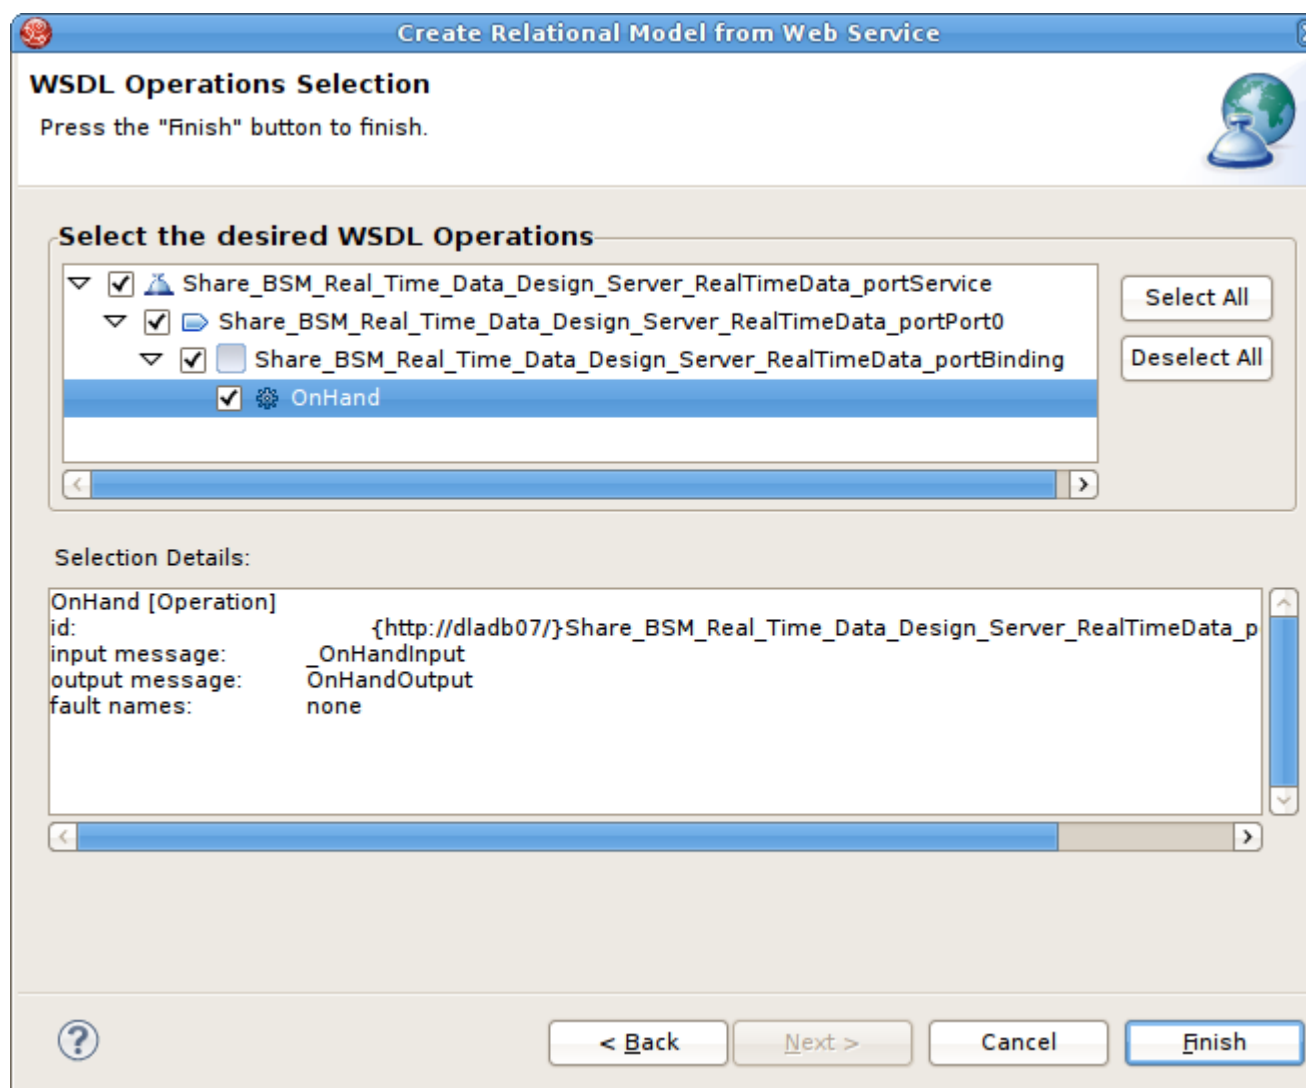 Create Relational Model from Web Service
WSDL Operations Selection
Press the "Finish" button to finish.
Select the desired WSDL Operations
Share_BSM_Real_Time_Data_Design_Server_RealTimeData_portService
Share_BSM_Real_Time_Data_Design_Server_RealTimeData_portPort0
Share_BSM_Real_Time_Data_Design_Server_RealTimeData_portBinding
OnHand
Select All
Deselect All
Selection Details:
OnHand [Operation]
id: {http://dladb07/}Share_BSM_Real_Time_Data_Design_Server_RealTimeData_p
input message: _OnHandInput
output message: OnHandOutput
fault names: none
< Back Next > Cancel Finish